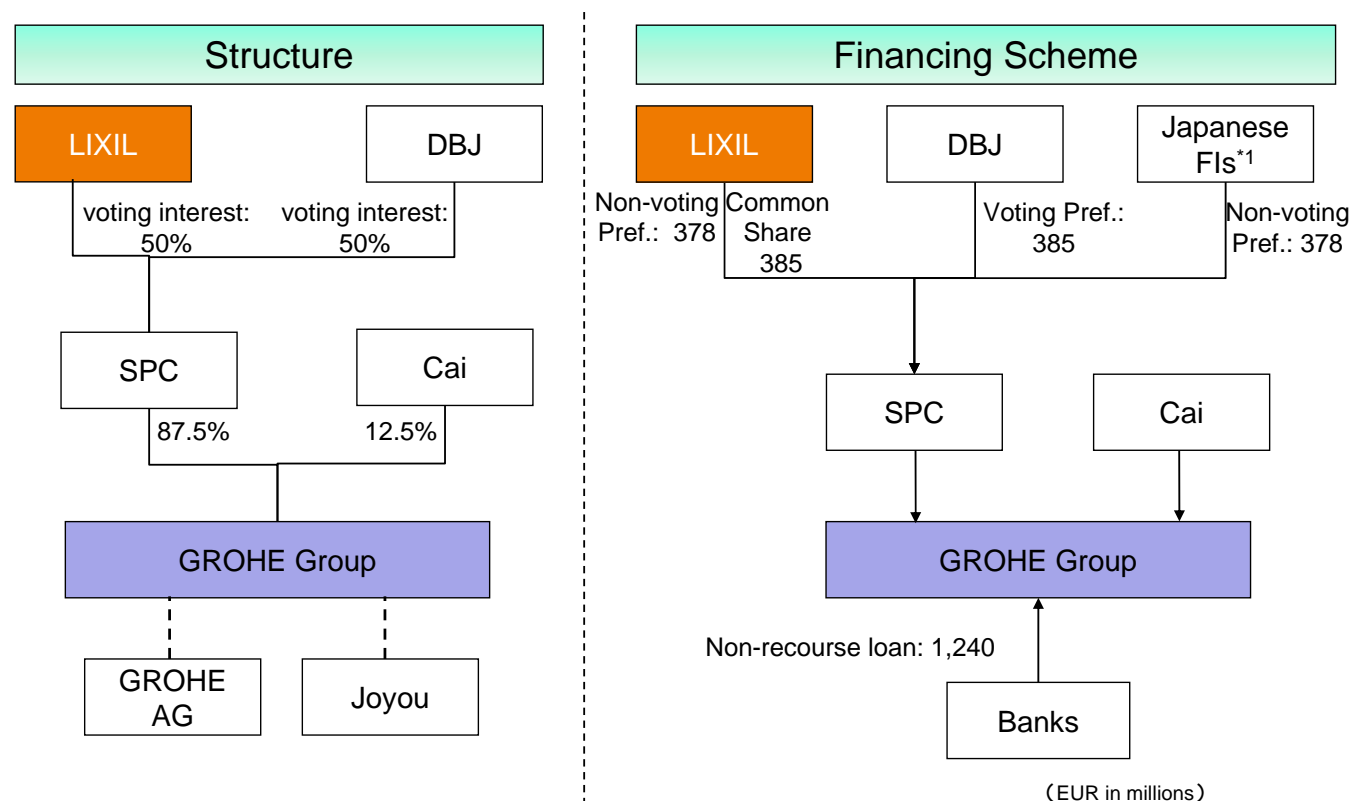 Structure
LIXIL
DBJ
voting interest:
50%
voting interest:
50%
SPC
Cai
87.5%
12.5%
GROHE Group
GROHE
AG
Joyou
Financing Scheme
LIXIL
DBJ
Japanese
FIs*1
Non-voting
Pref.: 378
Common
Share
385
Voting Pref.:
385
Non-voting
Pref.: 378
SPC
Cai
GROHE Group
Non-recourse loan: 1,240
Banks
（EUR in millions）